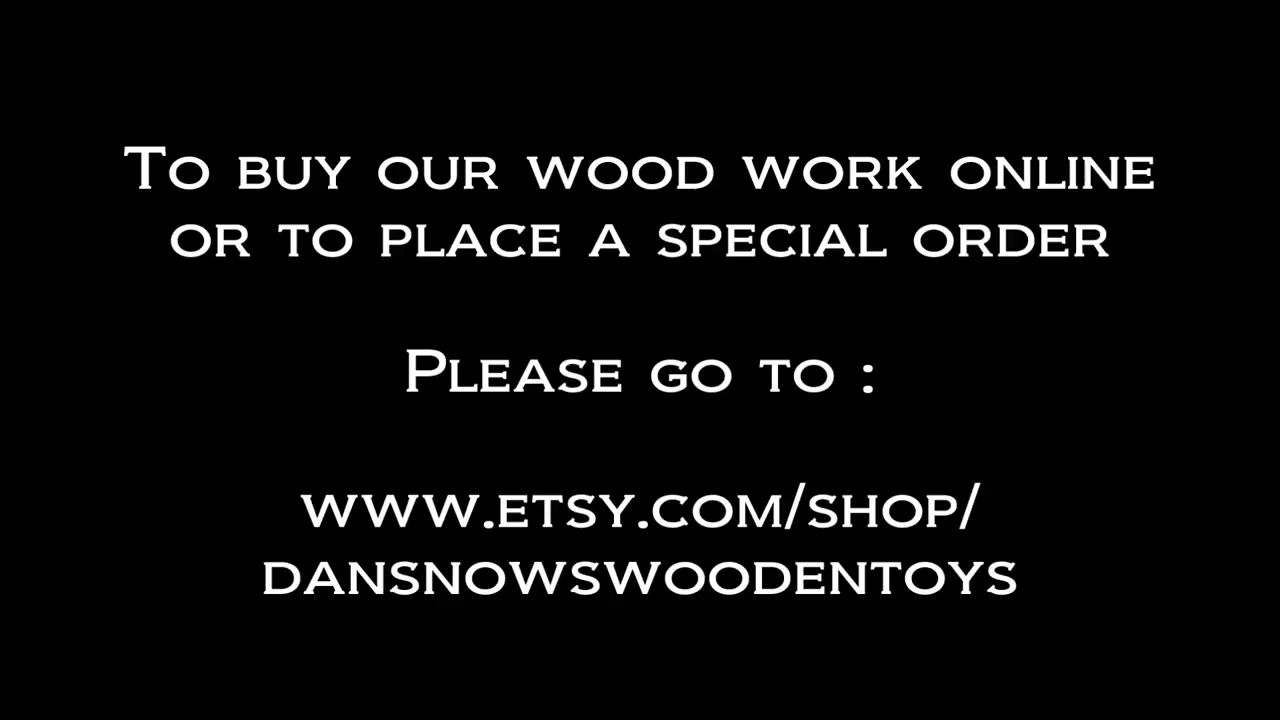 To buy our wood work online
or to place a special order
Please go to :
www.etsy.com/shop/
dansnowswoodentoys